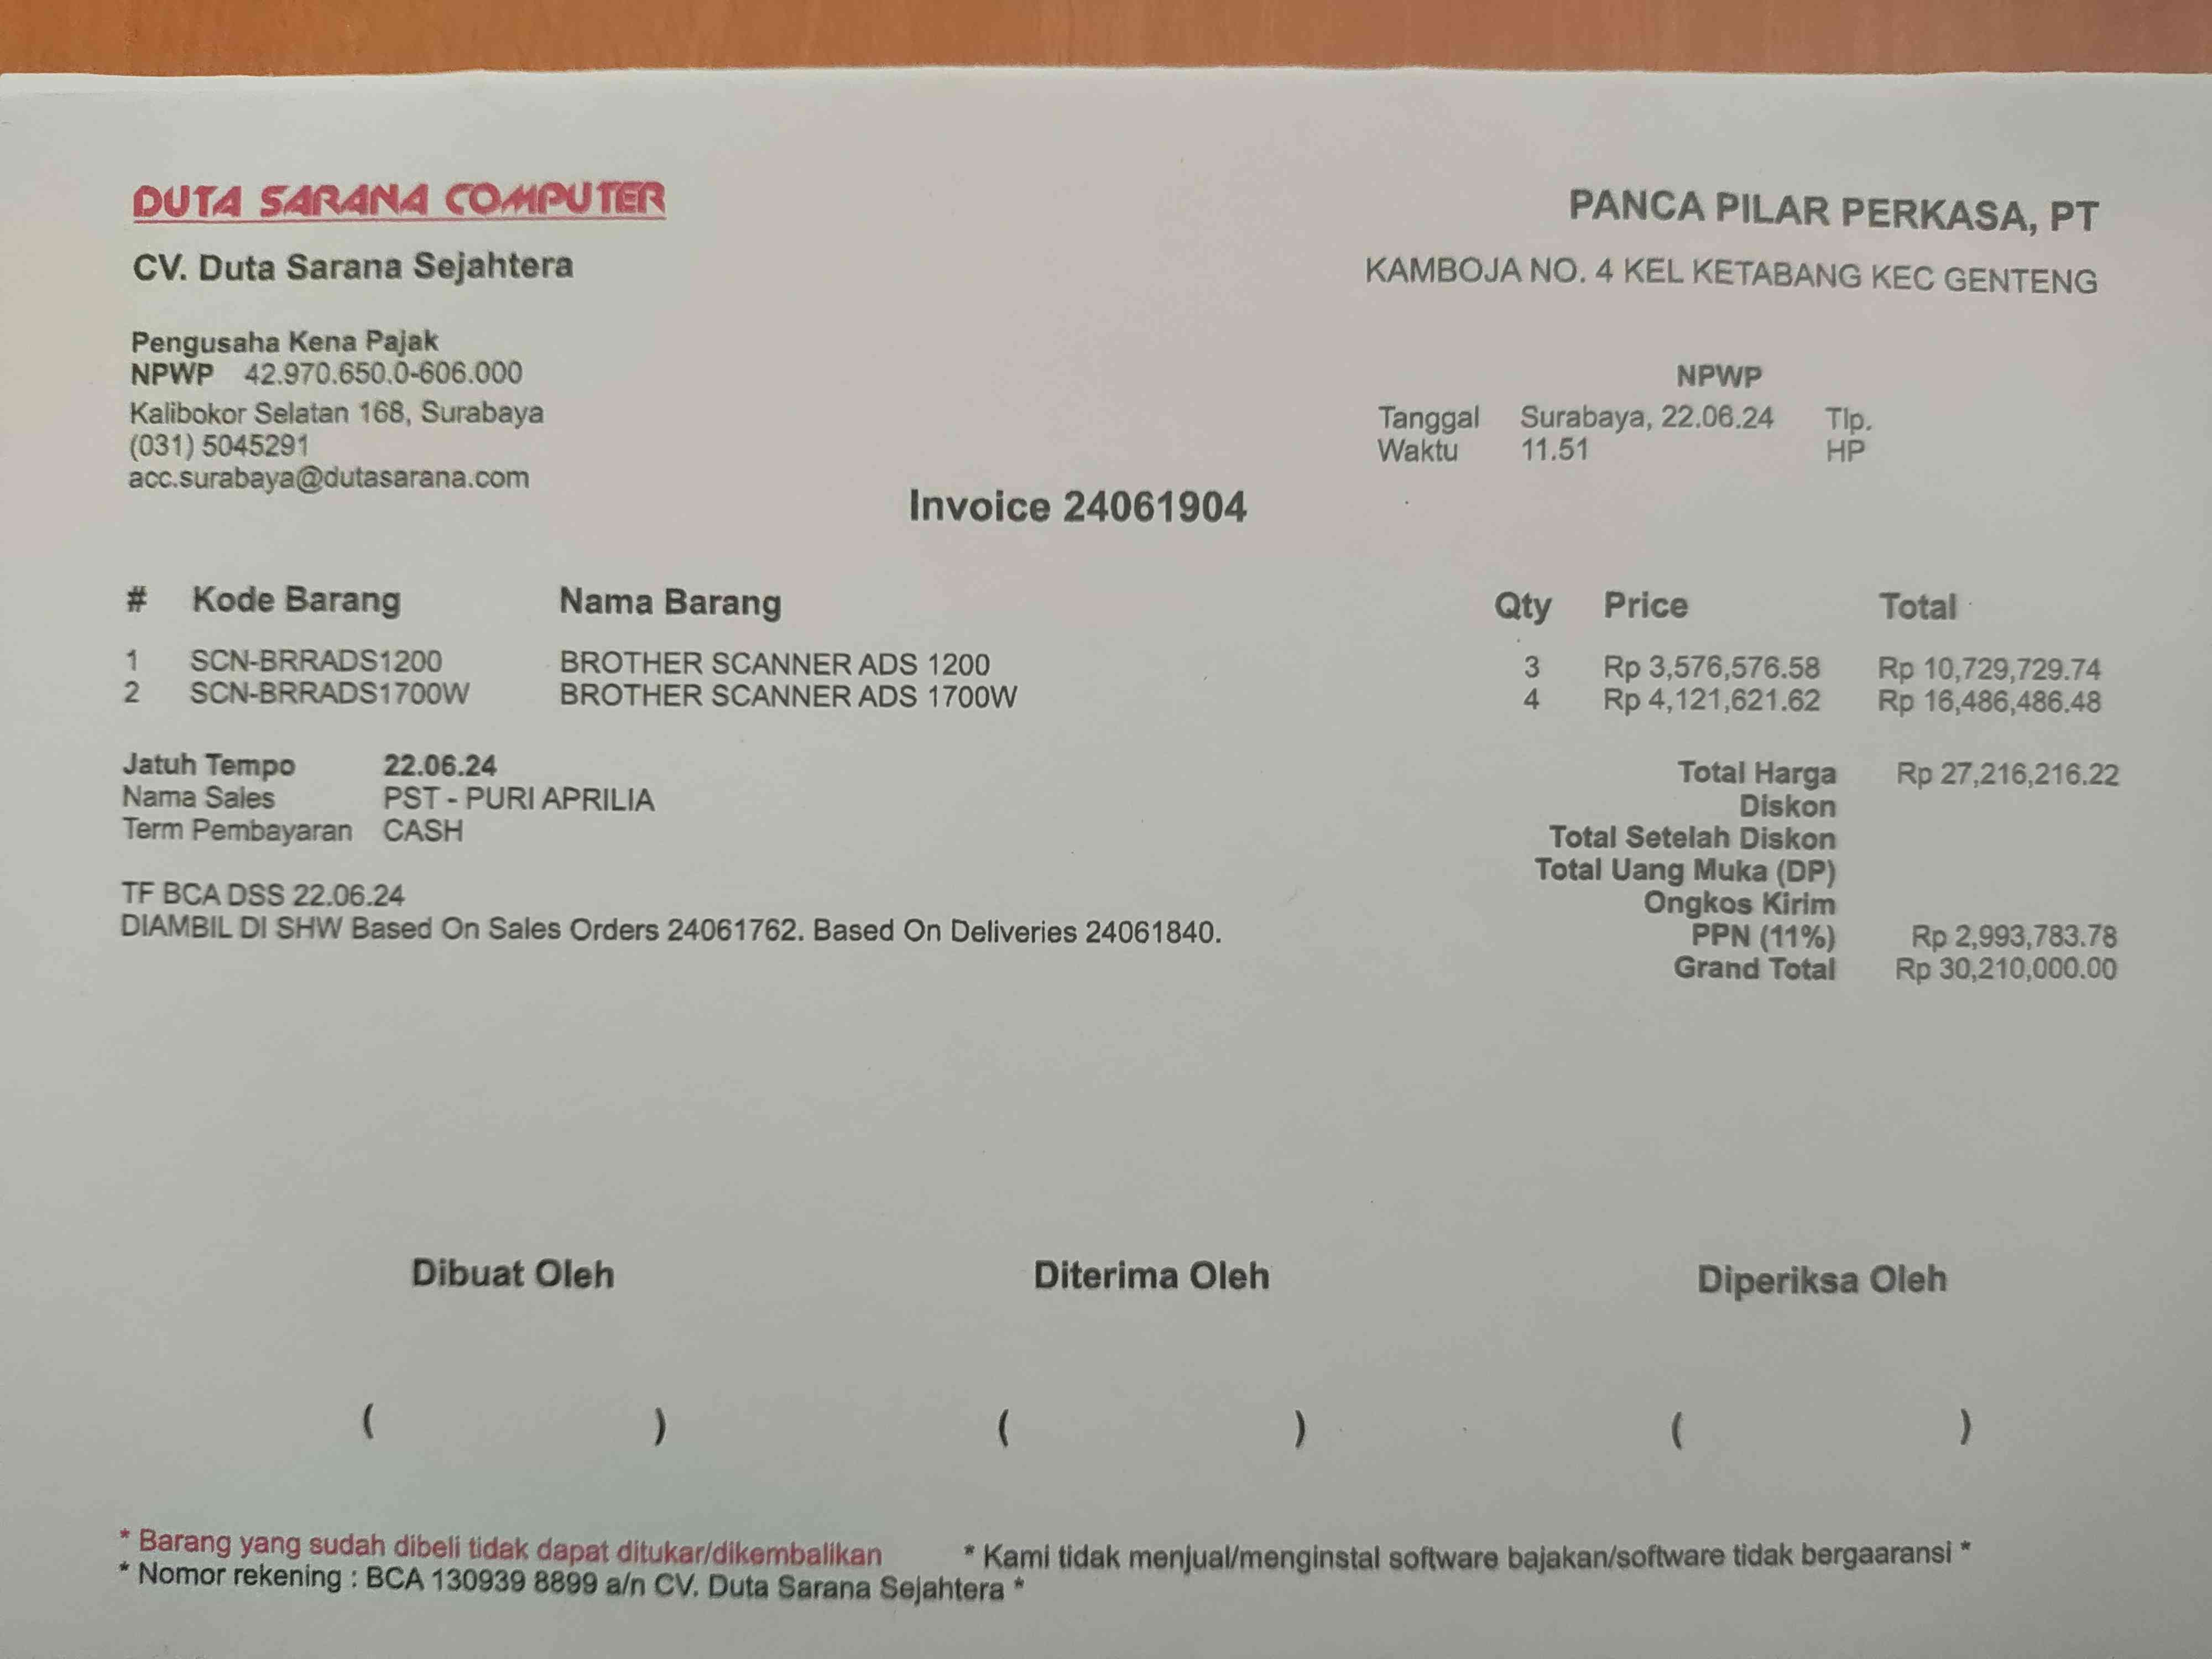 DUTA SARANA COMPUTER
CV. Duta Sarana Sejahtera
Pengusaha Kena Pajak
NPWP 42.970.650.0-606.000
Kalibokor Selatan 168, Surabaya
(031) 5045291
acc.surabaya@dutasarana.com
PANCA PILAR PERKASA, PT
KAMBOJA NO. 4 KEL KETABANG KEC GENTENG
NPWP
Tanggal Surabaya, 22.06.24 Tlp.
Waktu 11.51 HP
Invoice 24061904
# Kode Barang Nama Barang Qty Price Total
1 SCN-BRRADS1200 BROTHER SCANNER ADS 1200 3 Rp 3,576,576.58 Rp 10,729,729.74
2 SCN-BRRADS1700W BROTHER SCANNER ADS 1700W 4 Rp 4,121,621.62 Rp 16,486,486.48
Jatuh Tempo 22.06.24
Nama Sales PST - PURI APRILIA
Term Pembayaran CASH
TF BCA DSS 22.06.24
DIAMBIL DI SHW Based On Sales Orders 24061762. Based On Deliveries 24061840.
Total Harga Rp 27,216,216.22
Diskon
Total Setelah Diskon
Total Uang Muka (DP)
Ongkos Kirim
PPN (11%) Rp 2,993,783.78
Grand Total Rp 30,210,000.00
Dibuat Oleh Diterima Oleh Diperiksa Oleh
( ) ( ) ( )
* Barang yang sudah dibeli tidak dapat ditukar/dikembalikan * Kami tidak menjual/menginstal software bajakan/software tidak bergaaransi *
* Nomor rekening : BCA 130939 8899 a/n CV. Duta Sarana Sejahtera *